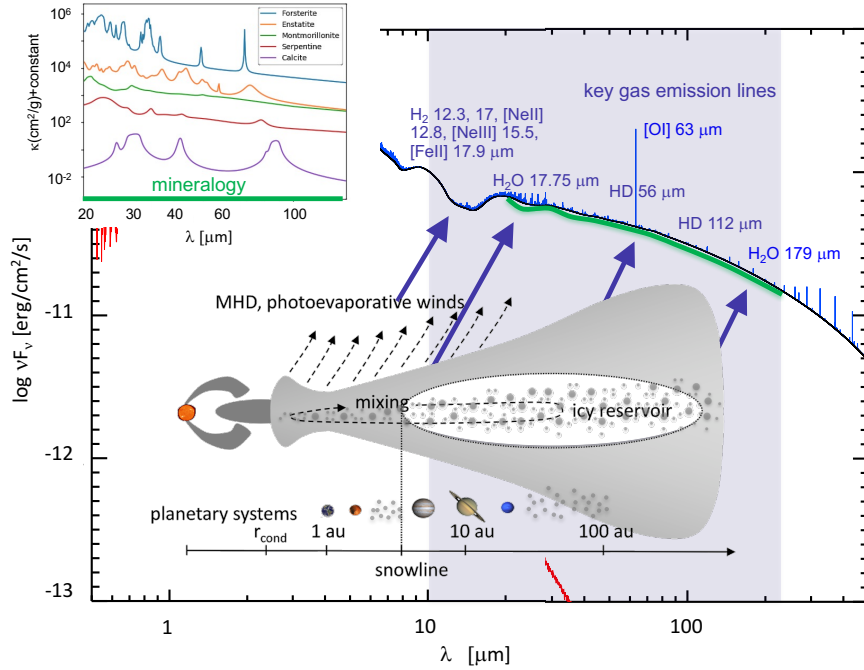 10⁶
10⁴
10²
10⁻²
κ(cm²/g)+constant
Forsterite
Enstatite
Montmorillonite
Serpentine
Calcite
mineralogy
20 30 40 60 100
λ [μm]
key gas emission lines
H₂ 12.3, 17, [NeII]
12.8, [NeIII] 15.5,
[FeII] 17.9 μm
[OI] 63 μm
H₂O 17.75 μm
HD 56 μm
HD 112 μm
H₂O 179 μm
-11
-12
-13
log νFν [erg/cm²/s]
MHD, photoevaporative winds
mixing
icy reservoir
planetary systems
r_cond
1 au
10 au
100 au
snowline
1 10 100
λ [μm]